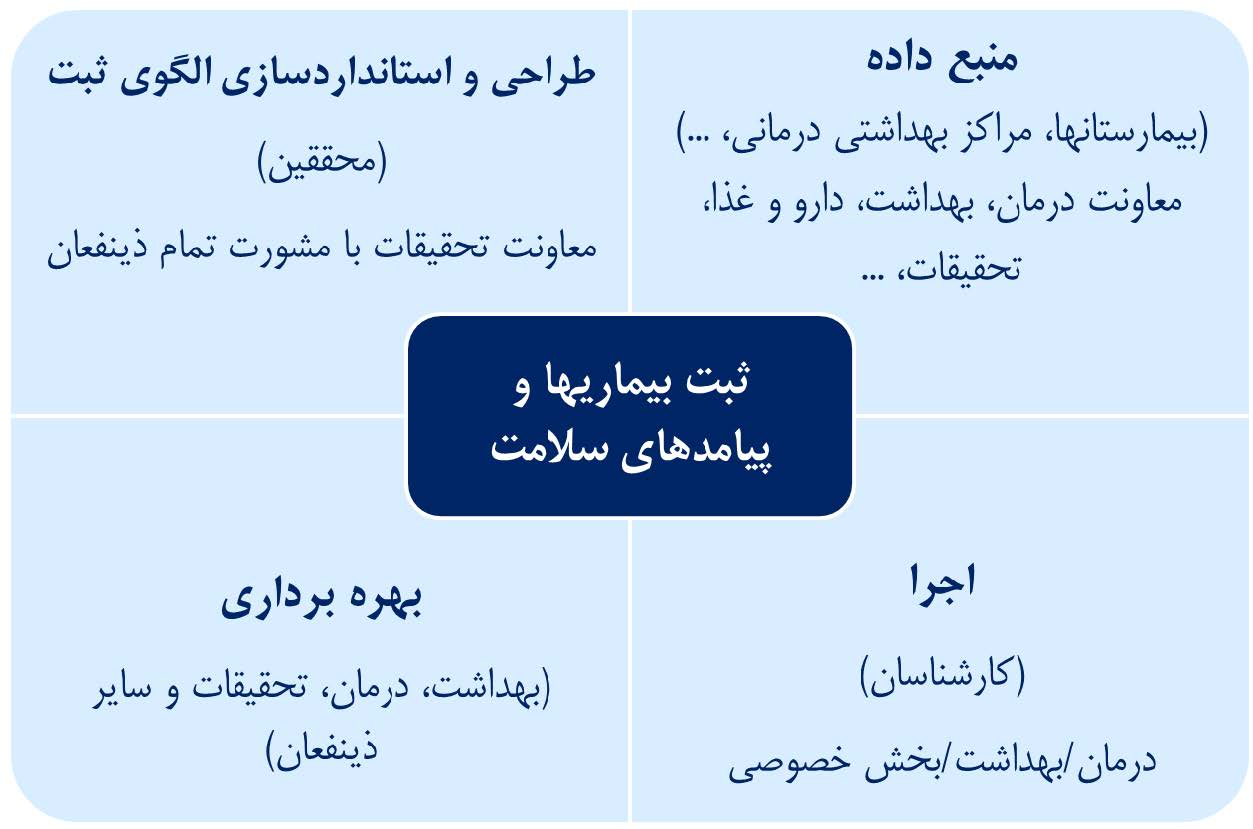 منبع داده
(بیمارستانها، مراکز بهداشتی درمانی، ...)
معاونت درمان، بهداشت، دارو و غذا،
تحقیقات، ...
طراحی و استانداردسازی الگوی ثبت
(محققین)
معاونت تحقیقات با مشورت تمام ذینفعان
ثبت بیماریها و
پیامدهای سلامت
اجرا
(کارشناسان)
درمان/بهداشت/بخش خصوصی
بهره برداری
(بهداشت، درمان، تحقیقات و سایر
ذینفعان)